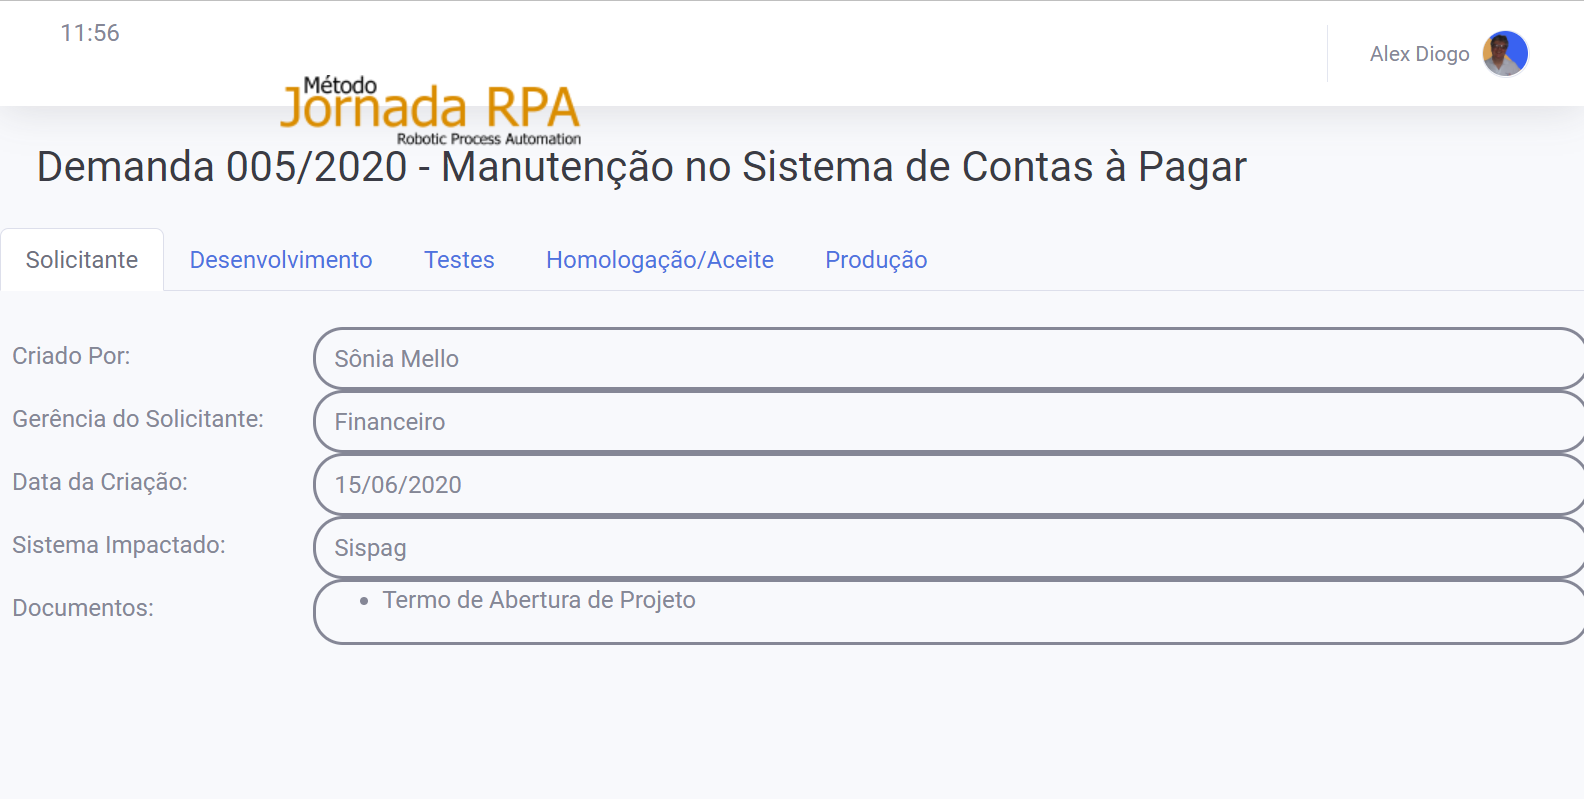 11:56
Alex Diogo
Método
Jornada RPA
Robotic Process Automation
Demanda 005/2020 - Manutenção no Sistema de Contas à Pagar
Solicitante Desenvolvimento Testes Homologação/Aceite Produção
Criado Por: Sônia Mello
Gerência do Solicitante: Financeiro
Data da Criação: 15/06/2020
Sistema Impactado: Sispag
Documentos: • Termo de Abertura de Projeto